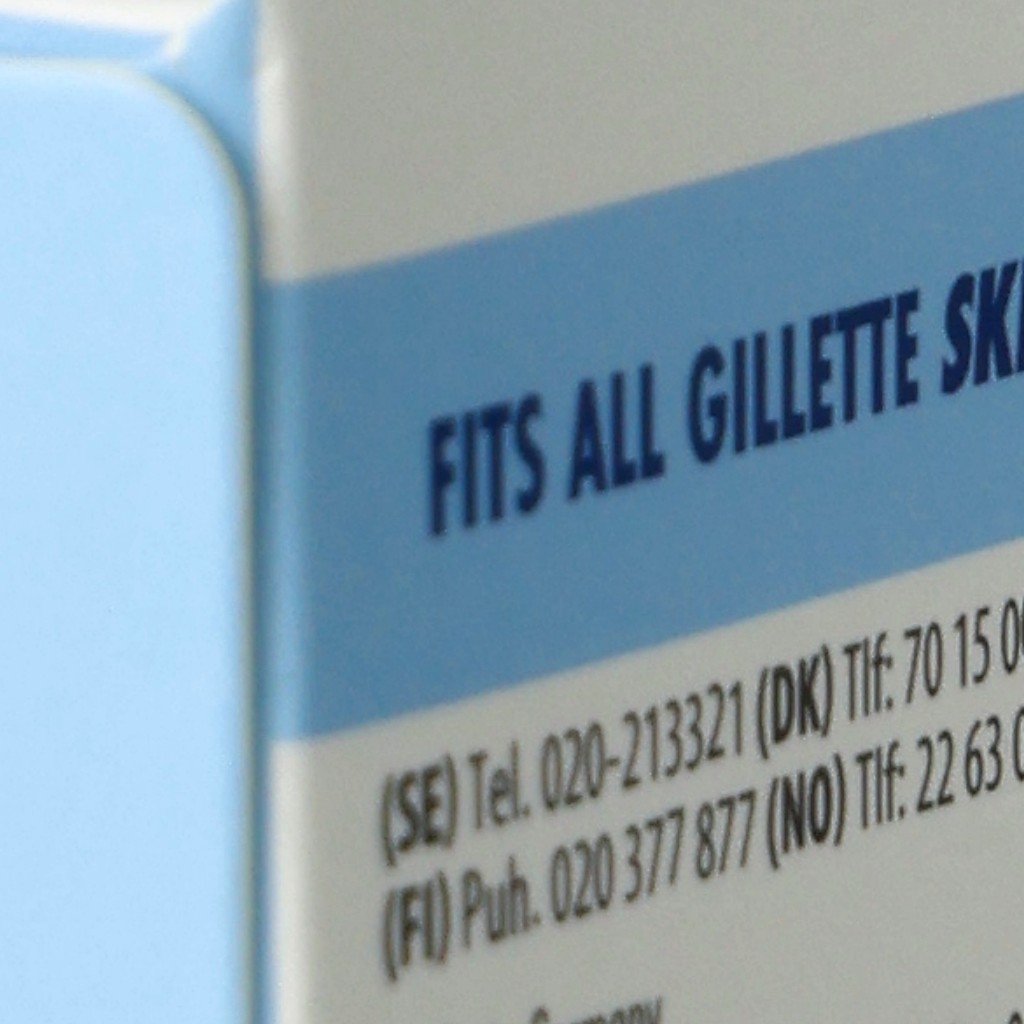 FITS ALL GILLETTE
(SE) Tel. 020-213321 (DK) Tlf: 70 15
(FI) Puh. 020 377 877 (NO) Tlf: 22 63
Germany